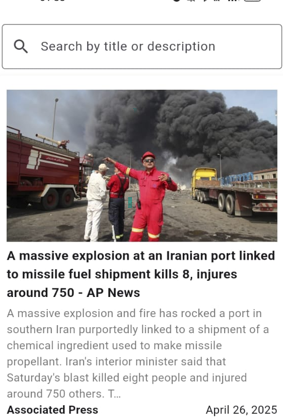 Search by title or description
A massive explosion at an Iranian port linked
to missile fuel shipment kills 8, injures
around 750 - AP News
A massive explosion and fire has rocked a port in
southern Iran purportedly linked to a shipment of a
chemical ingredient used to make missile
propellant. Iran's interior minister said that
Saturday's blast killed eight people and injured
around 750 others. T...
Associated Press April 26, 2025